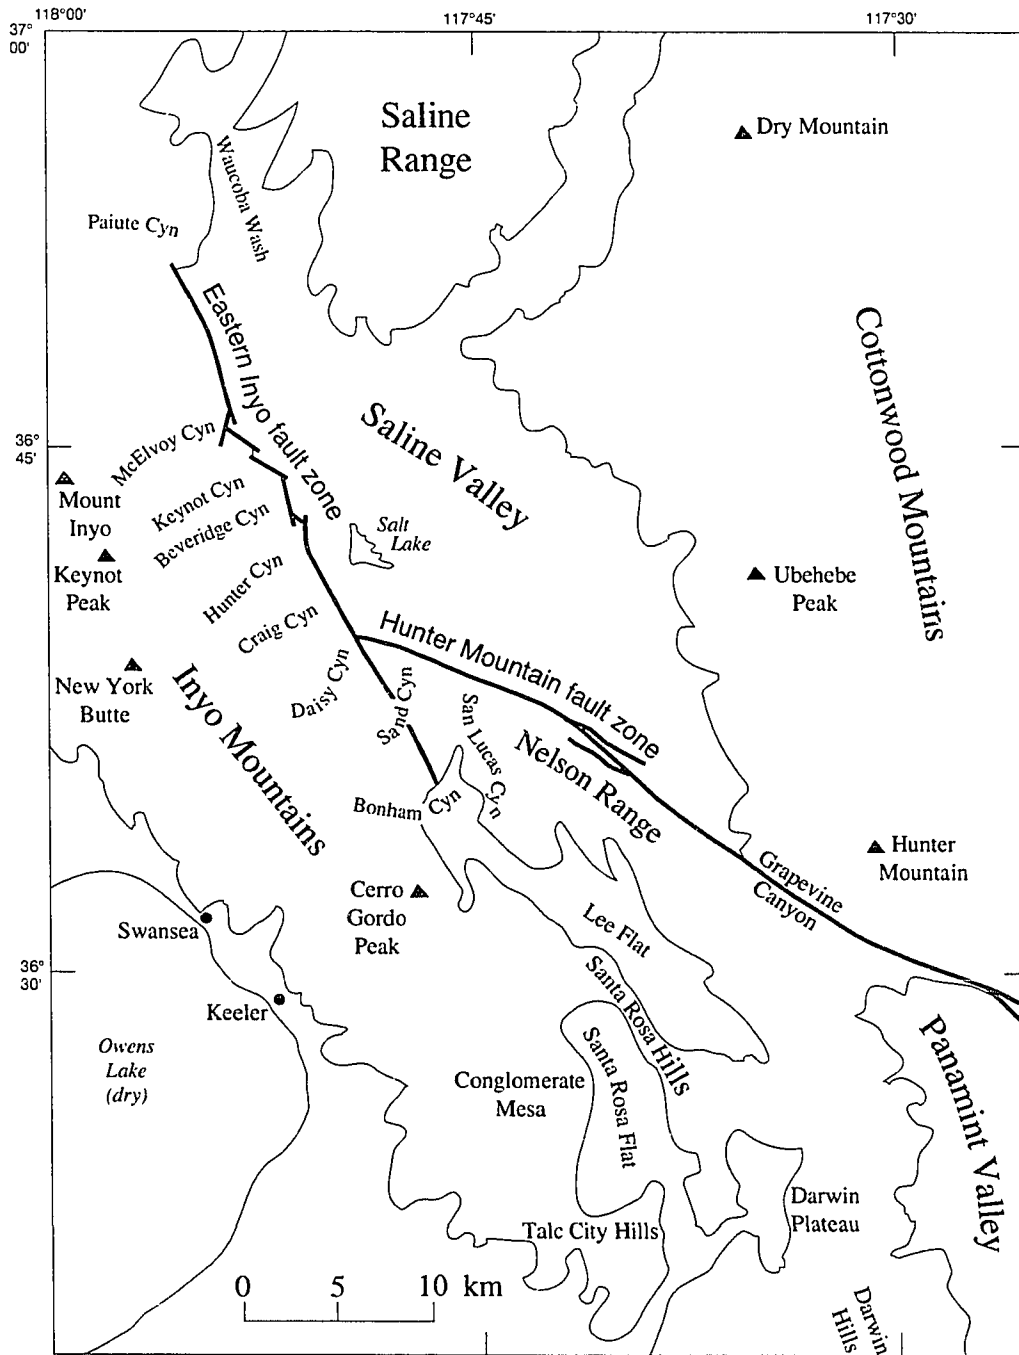 118°00'
117°45'
117°30'
37°
00'
Saline
Range
Dry Mountain
Waucoba Wash
Paiute Cyn
Eastern Inyo fault zone
Cottonwood Mountains
Saline Valley
McElvoy Cyn
36°
45'
Mount
Inyo
Keynot Cyn
Beveridge Cyn
Salt
Lake
Keynot
Peak
Hunter Cyn
Ubehebe
Peak
Craig Cyn
Hunter Mountain fault zone
New York
Butte
Inyo Mountains
Daisy Cyn
Sand Cyn
San Lucas Cyn
Nelson Range
Bonham Cyn
Hunter
Mountain
Grapevine
Canyon
Cerro
Gordo
Peak
Swansea
Lee Flat
36°
30'
Santa Rosa Hills
Keeler
Panamint Valley
Owens
Lake
(dry)
Santa Rosa Flat
Conglomerate
Mesa
Darwin
Plateau
Talc City Hills
0 5 10 km
Darwin
Hills